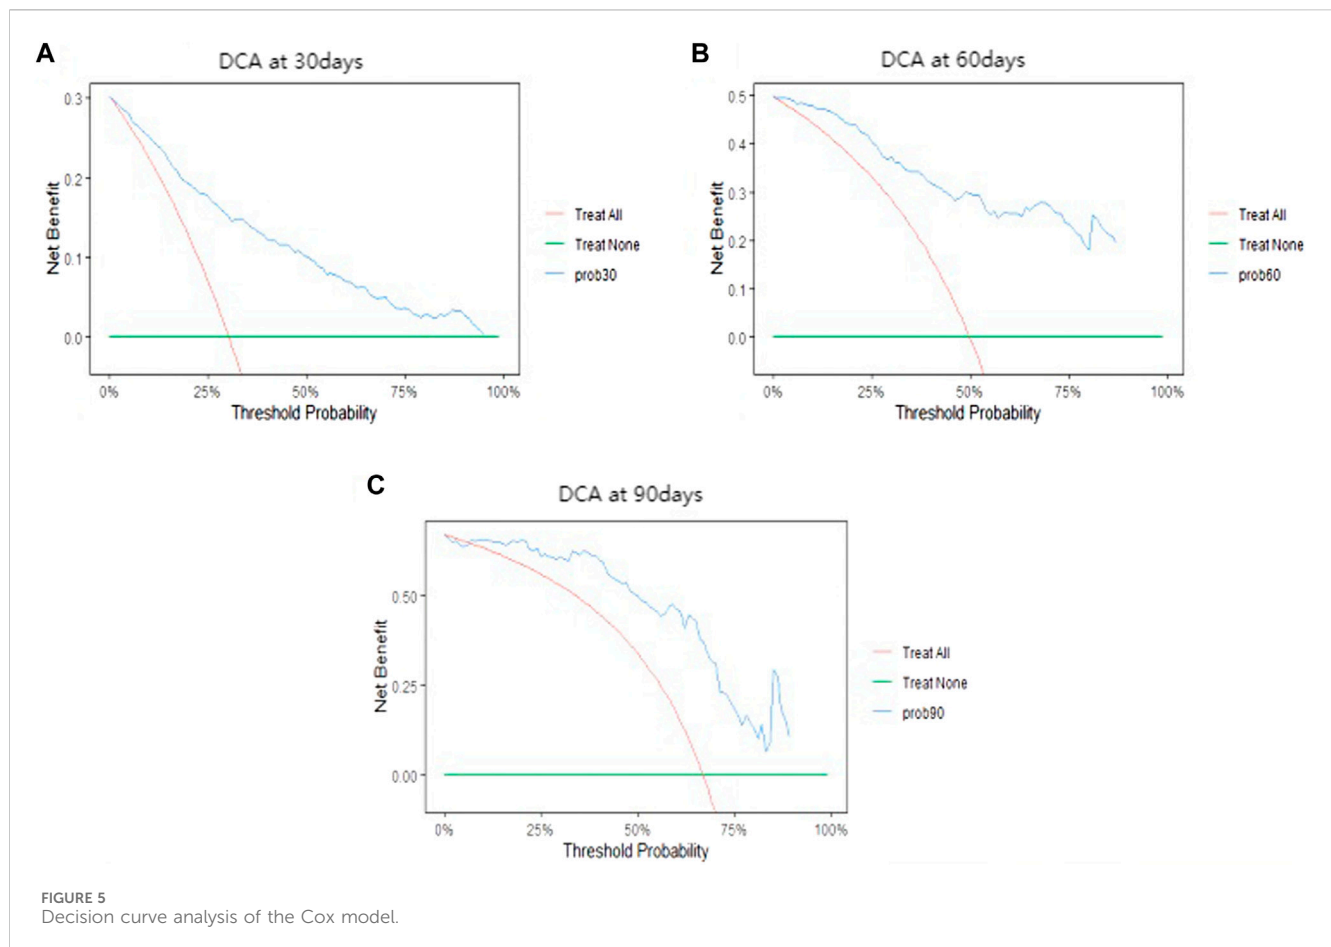 A
DCA at 30days
Net Benefit
0.3
0.2
0.1
0.0
0%
25%
50%
75%
100%
Threshold Probability
Treat All
Treat None
prob30
B
DCA at 60days
Net Benefit
0.5
0.4
0.3
0.2
0.1
0.0
0%
25%
50%
75%
100%
Threshold Probability
Treat All
Treat None
prob60
C
DCA at 90days
Net Benefit
0.50
0.25
0.00
0%
25%
50%
75%
100%
Threshold Probability
Treat All
Treat None
prob90
FIGURE 5
Decision curve analysis of the Cox model.